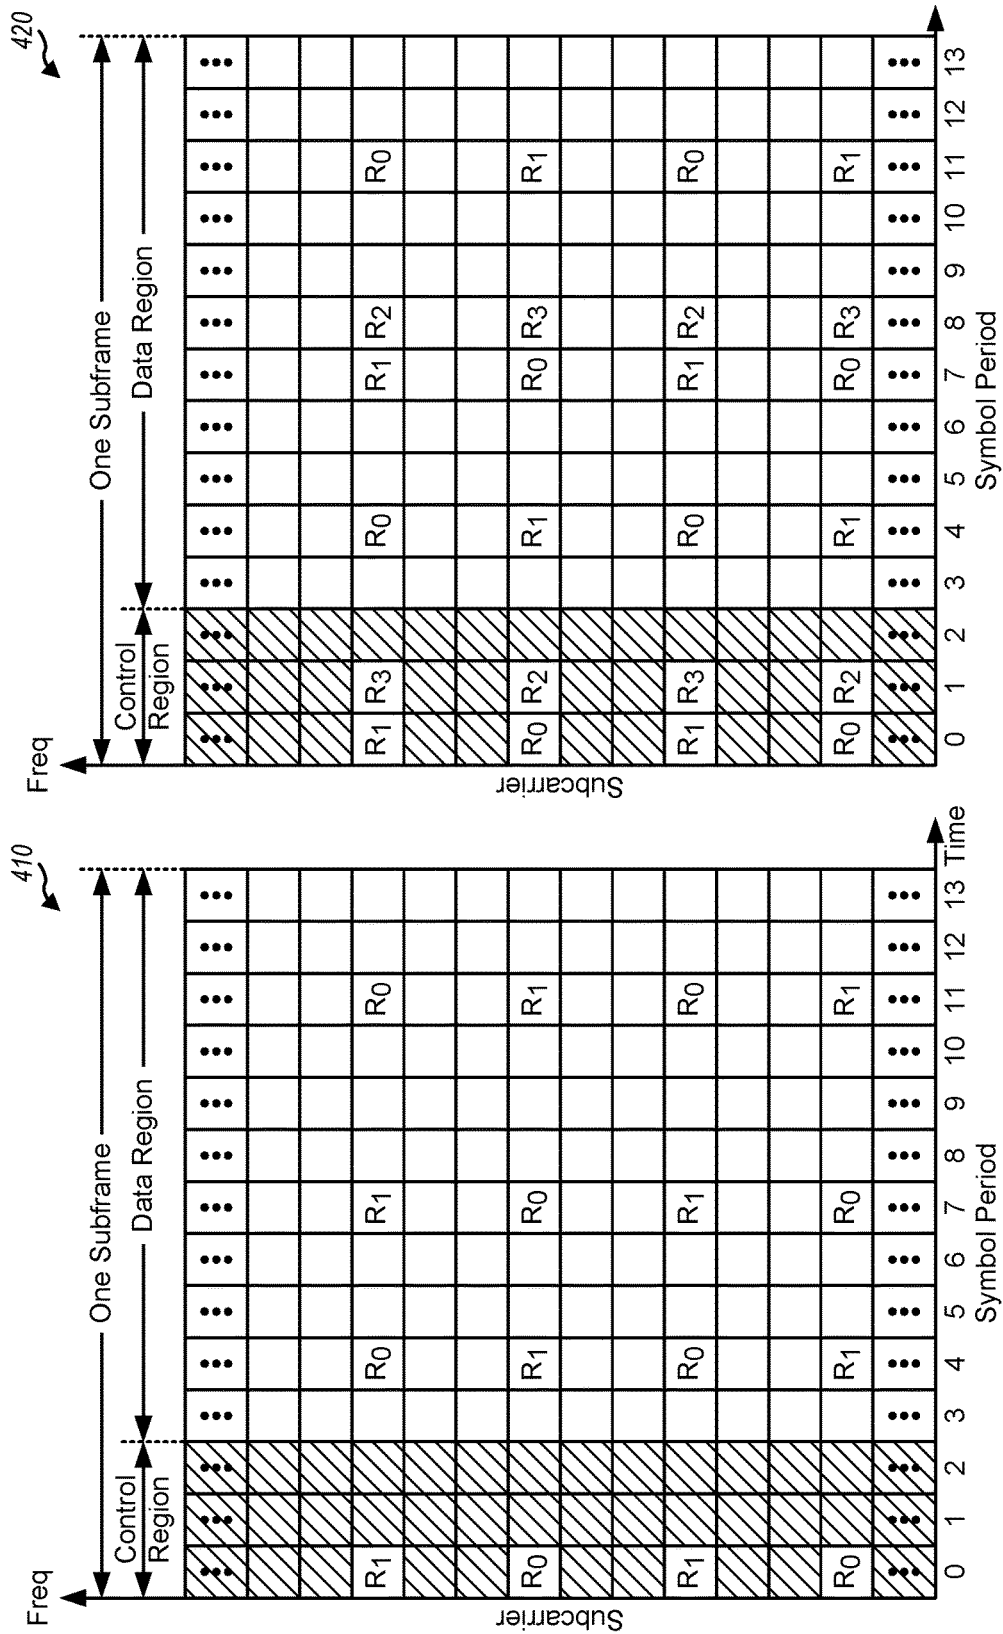 410
Freq
One Subframe
Control
Region
Data Region
••• ••• ••• ••• ••• ••• ••• ••• ••• ••• ••• ••• ••• •••
R1 R0 R1 R0
R0 R1 R0 R1
R1 R0 R1 R0
R0 R1 R0 R1
••• ••• ••• ••• ••• ••• ••• ••• ••• ••• ••• ••• ••• •••
Subcarrier
0 1 2 3 4 5 6 7 8 9 10 11 12 13 Time
Symbol Period
420
Freq
One Subframe
Control
Region
Data Region
••• ••• ••• ••• ••• ••• ••• ••• ••• ••• ••• ••• ••• •••
R1 R3 R0 R1 R2 R0
R0 R2 R1 R0 R3 R1
R1 R3 R0 R1 R2 R0
R0 R2 R1 R0 R3 R1
••• ••• ••• ••• ••• ••• ••• ••• ••• ••• ••• ••• ••• •••
Subcarrier
0 1 2 3 4 5 6 7 8 9 10 11 12 13
Symbol Period